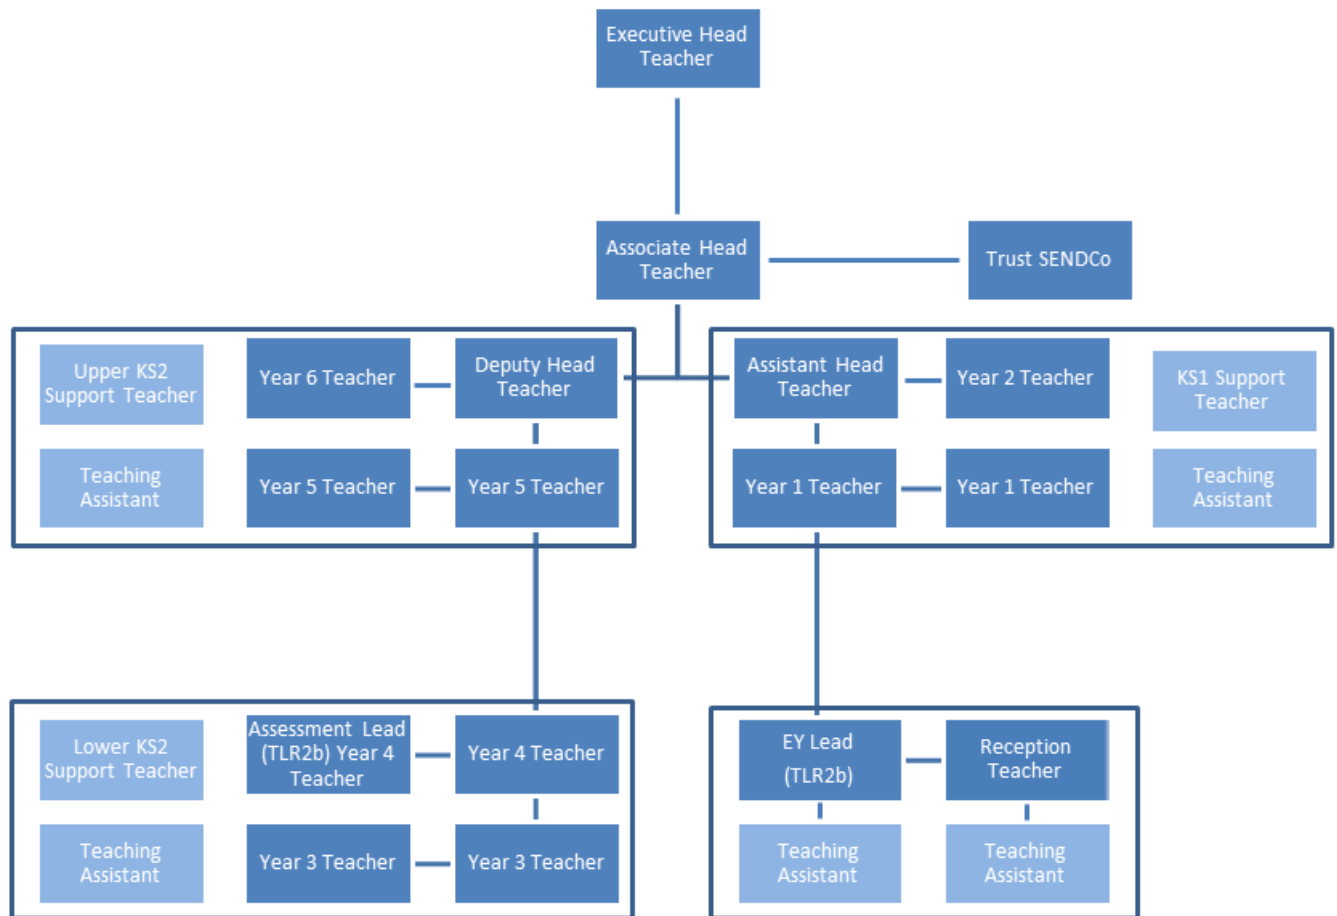 Executive Head
Teacher
Associate Head
Teacher
Trust SENDCo
Upper KS2
Support Teacher
Year 6 Teacher
Deputy Head
Teacher
Teaching
Assistant
Year 5 Teacher
Year 5 Teacher
Assistant Head
Teacher
Year 2 Teacher
KS1 Support
Teacher
Year 1 Teacher
Year 1 Teacher
Teaching
Assistant
Lower KS2
Support Teacher
Assessment Lead
(TLR2b) Year 4
Teacher
Year 4 Teacher
Teaching
Assistant
Year 3 Teacher
Year 3 Teacher
EY Lead
(TLR2b)
Reception
Teacher
Teaching
Assistant
Teaching
Assistant